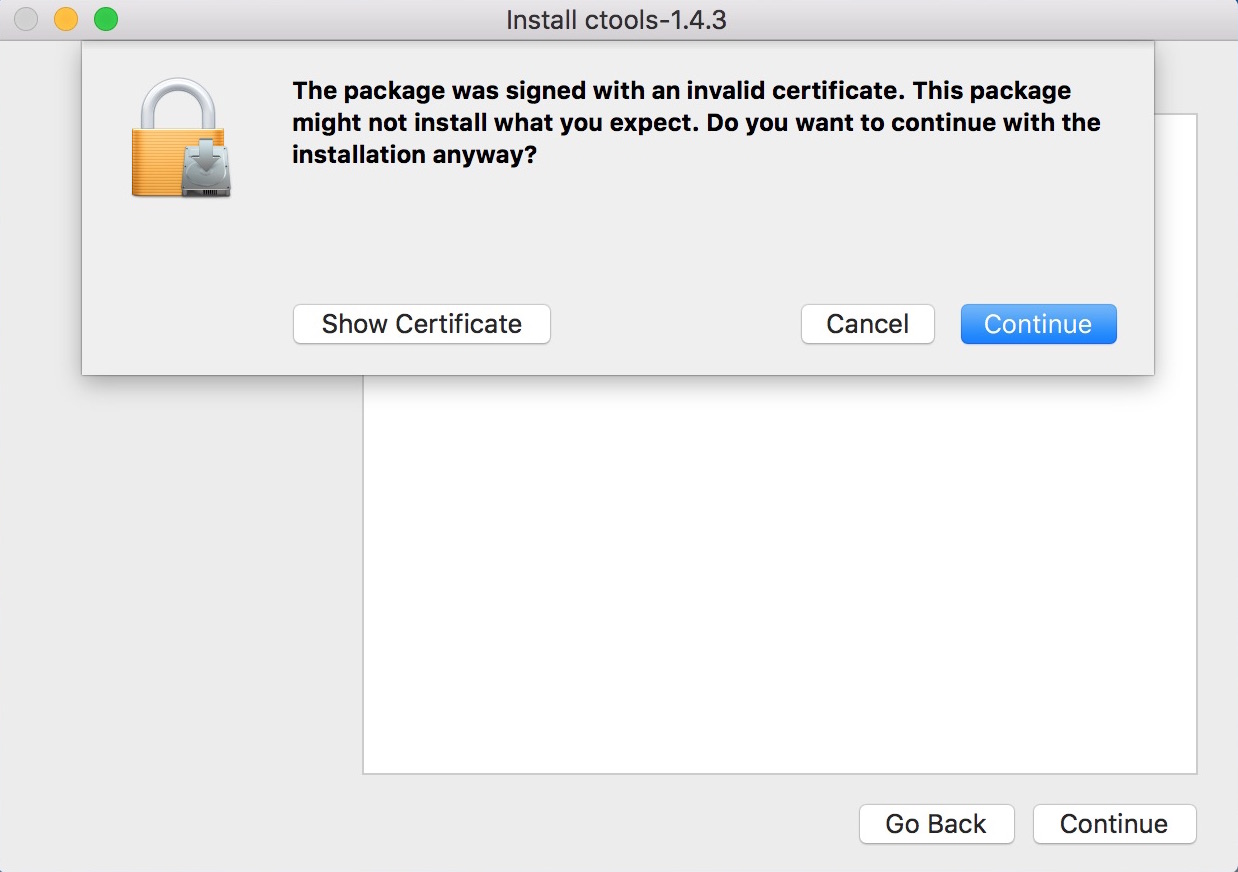 Install ctools-1.4.3
The package was signed with an invalid certificate. This package
might not install what you expect. Do you want to continue with the
installation anyway?
Show Certificate
Cancel
Continue
Go Back
Continue